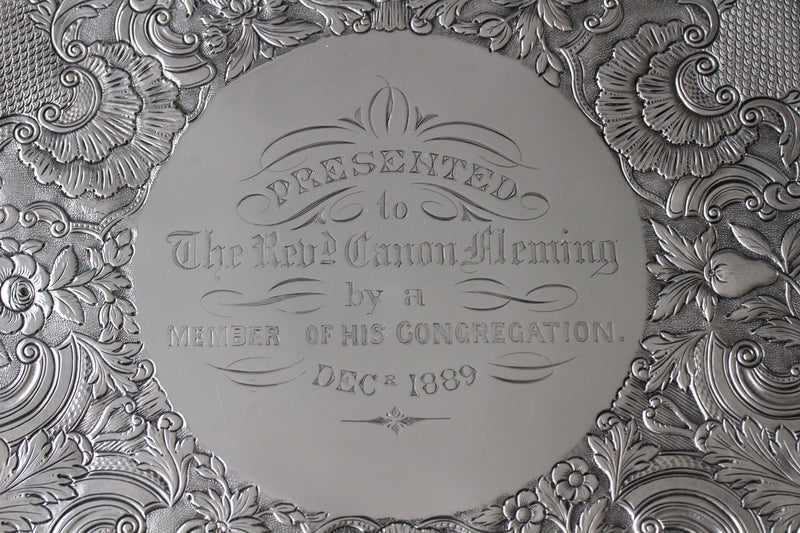 PRESENTED
to
The Revd Canon Fleming
by a
MEMBER OF HIS CONGREGATION.
DECR 1889